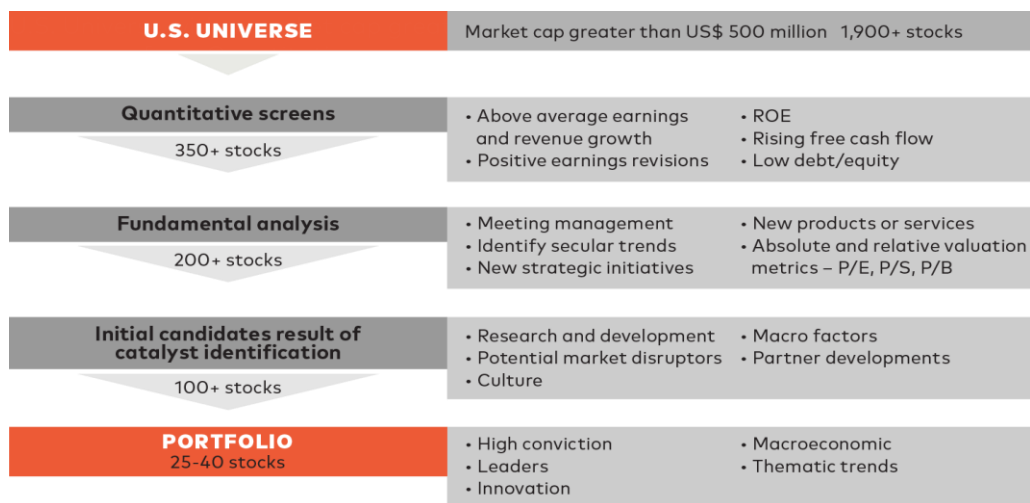 U.S. UNIVERSE
Market cap greater than US$ 500 million 1,900+ stocks
Quantitative screens
350+ stocks
• Above average earnings
and revenue growth
• Positive earnings revisions
• ROE
• Rising free cash flow
• Low debt/equity
Fundamental analysis
200+ stocks
• Meeting management
• Identify secular trends
• New strategic initiatives
• New products or services
• Absolute and relative valuation
metrics – P/E, P/S, P/B
Initial candidates result of
catalyst identification
100+ stocks
• Research and development
• Potential market disruptors
• Culture
• Macro factors
• Partner developments
PORTFOLIO
25-40 stocks
• High conviction
• Leaders
• Innovation
• Macroeconomic
• Thematic trends